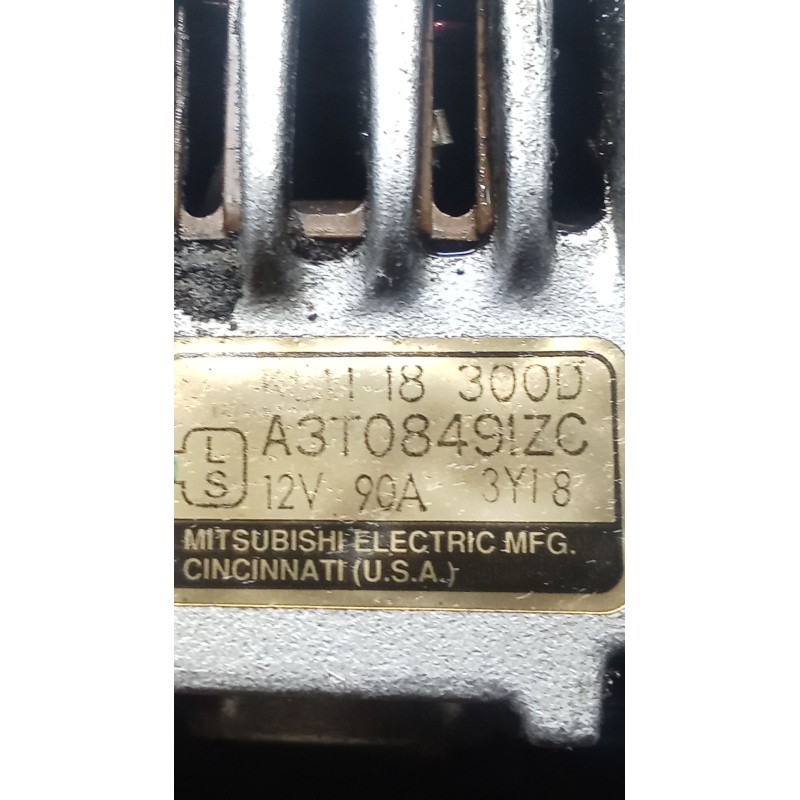 18 300D
A3T08491ZC
L
S
12V 90A 3Y18
MITSUBISHI ELECTRIC MFG.
CINCINNATI (U.S.A.)